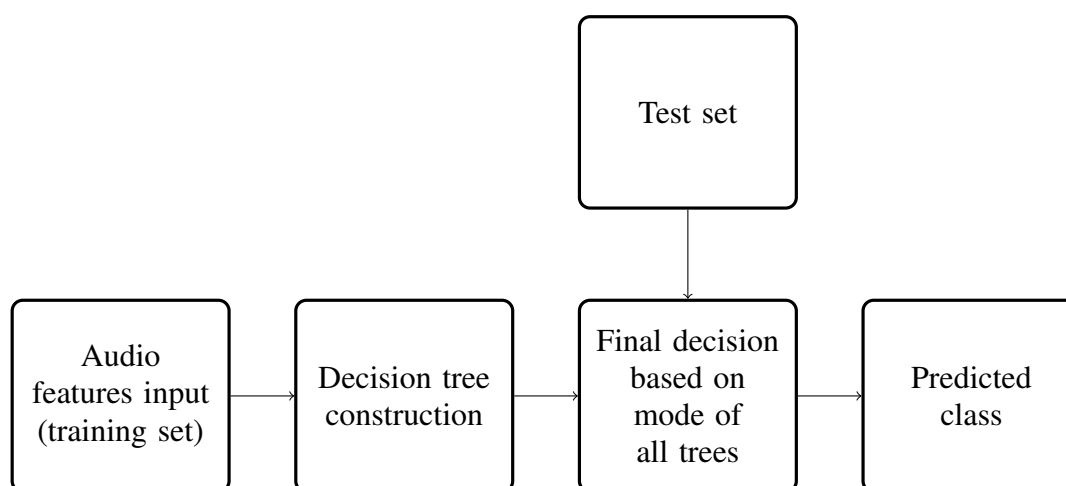 Test set
Audio
features input
(training set)
Decision tree
construction
Final decision
based on
mode of
all trees
Predicted
class